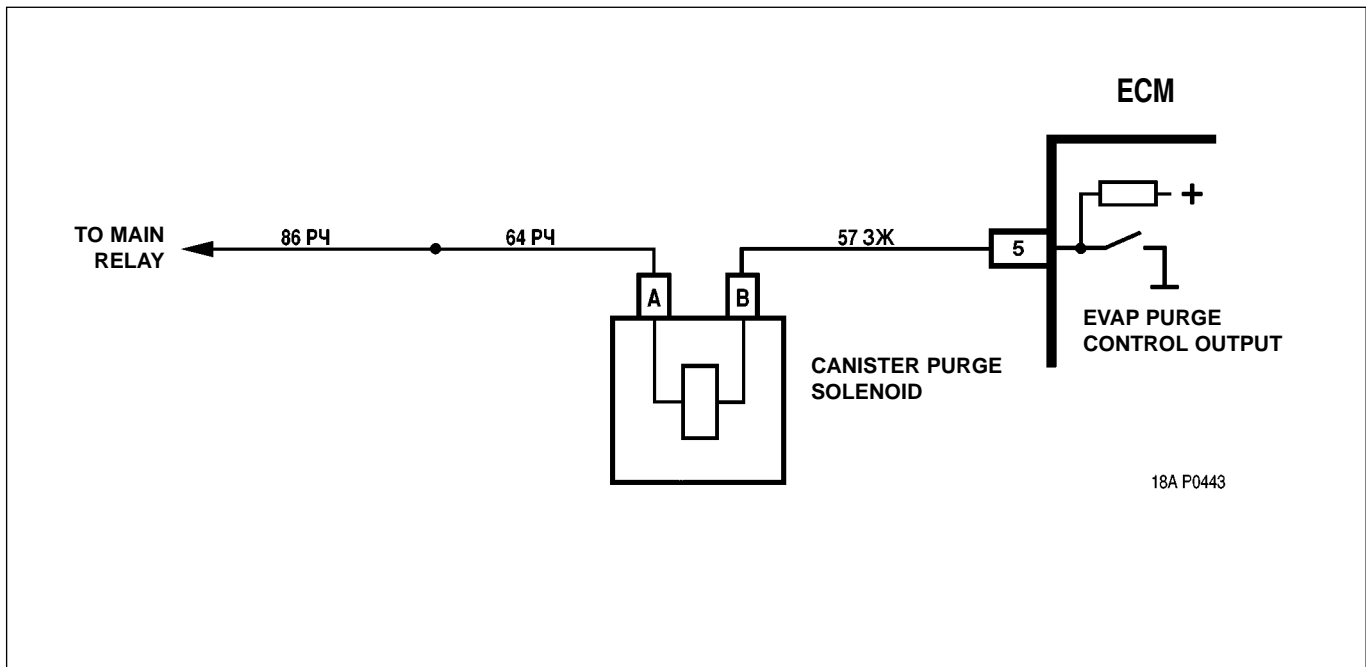 ECM
TO MAIN
RELAY
86 РЧ
64 РЧ
57 ЗЖ
5
+
A
B
EVAP PURGE
CONTROL OUTPUT
CANISTER PURGE
SOLENOID
18A P0443